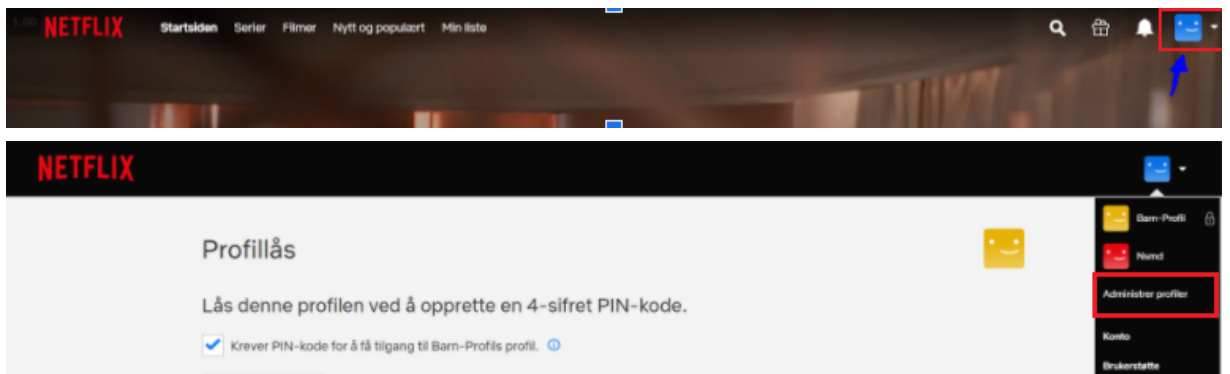 NETFLIX Startsiden Serier Filmer Nytt og populært Min liste
NETFLIX
Barn-Profil
Profillås
Nsmd
Lås denne profilen ved å opprette en 4-sifret PIN-kode.
Administrer profiler
Krever PIN-kode for å få tilgang til Barn-Profils profil.
Konto
Brukerstøtte